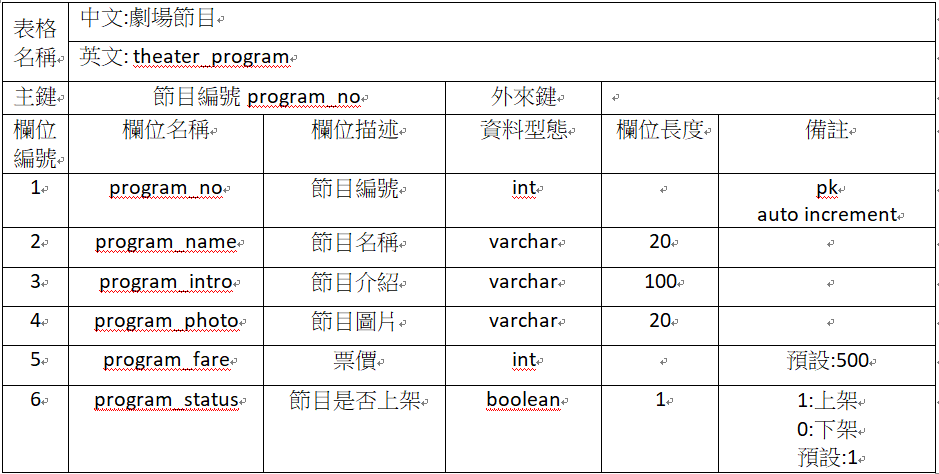 表格名稱 中文:劇場節目
英文: theater_program
主鍵 節目編號 program_no 外來鍵
欄位編號 欄位名稱 欄位描述 資料型態 欄位長度 備註
1 program_no 節目編號 int pk
auto increment
2 program_name 節目名稱 varchar 20
3 program_intro 節目介紹 varchar 100
4 program_photo 節目圖片 varchar 20
5 program_fare 票價 int 預設:500
6 program_status 節目是否上架 boolean 1 1:上架
0:下架
預設:1